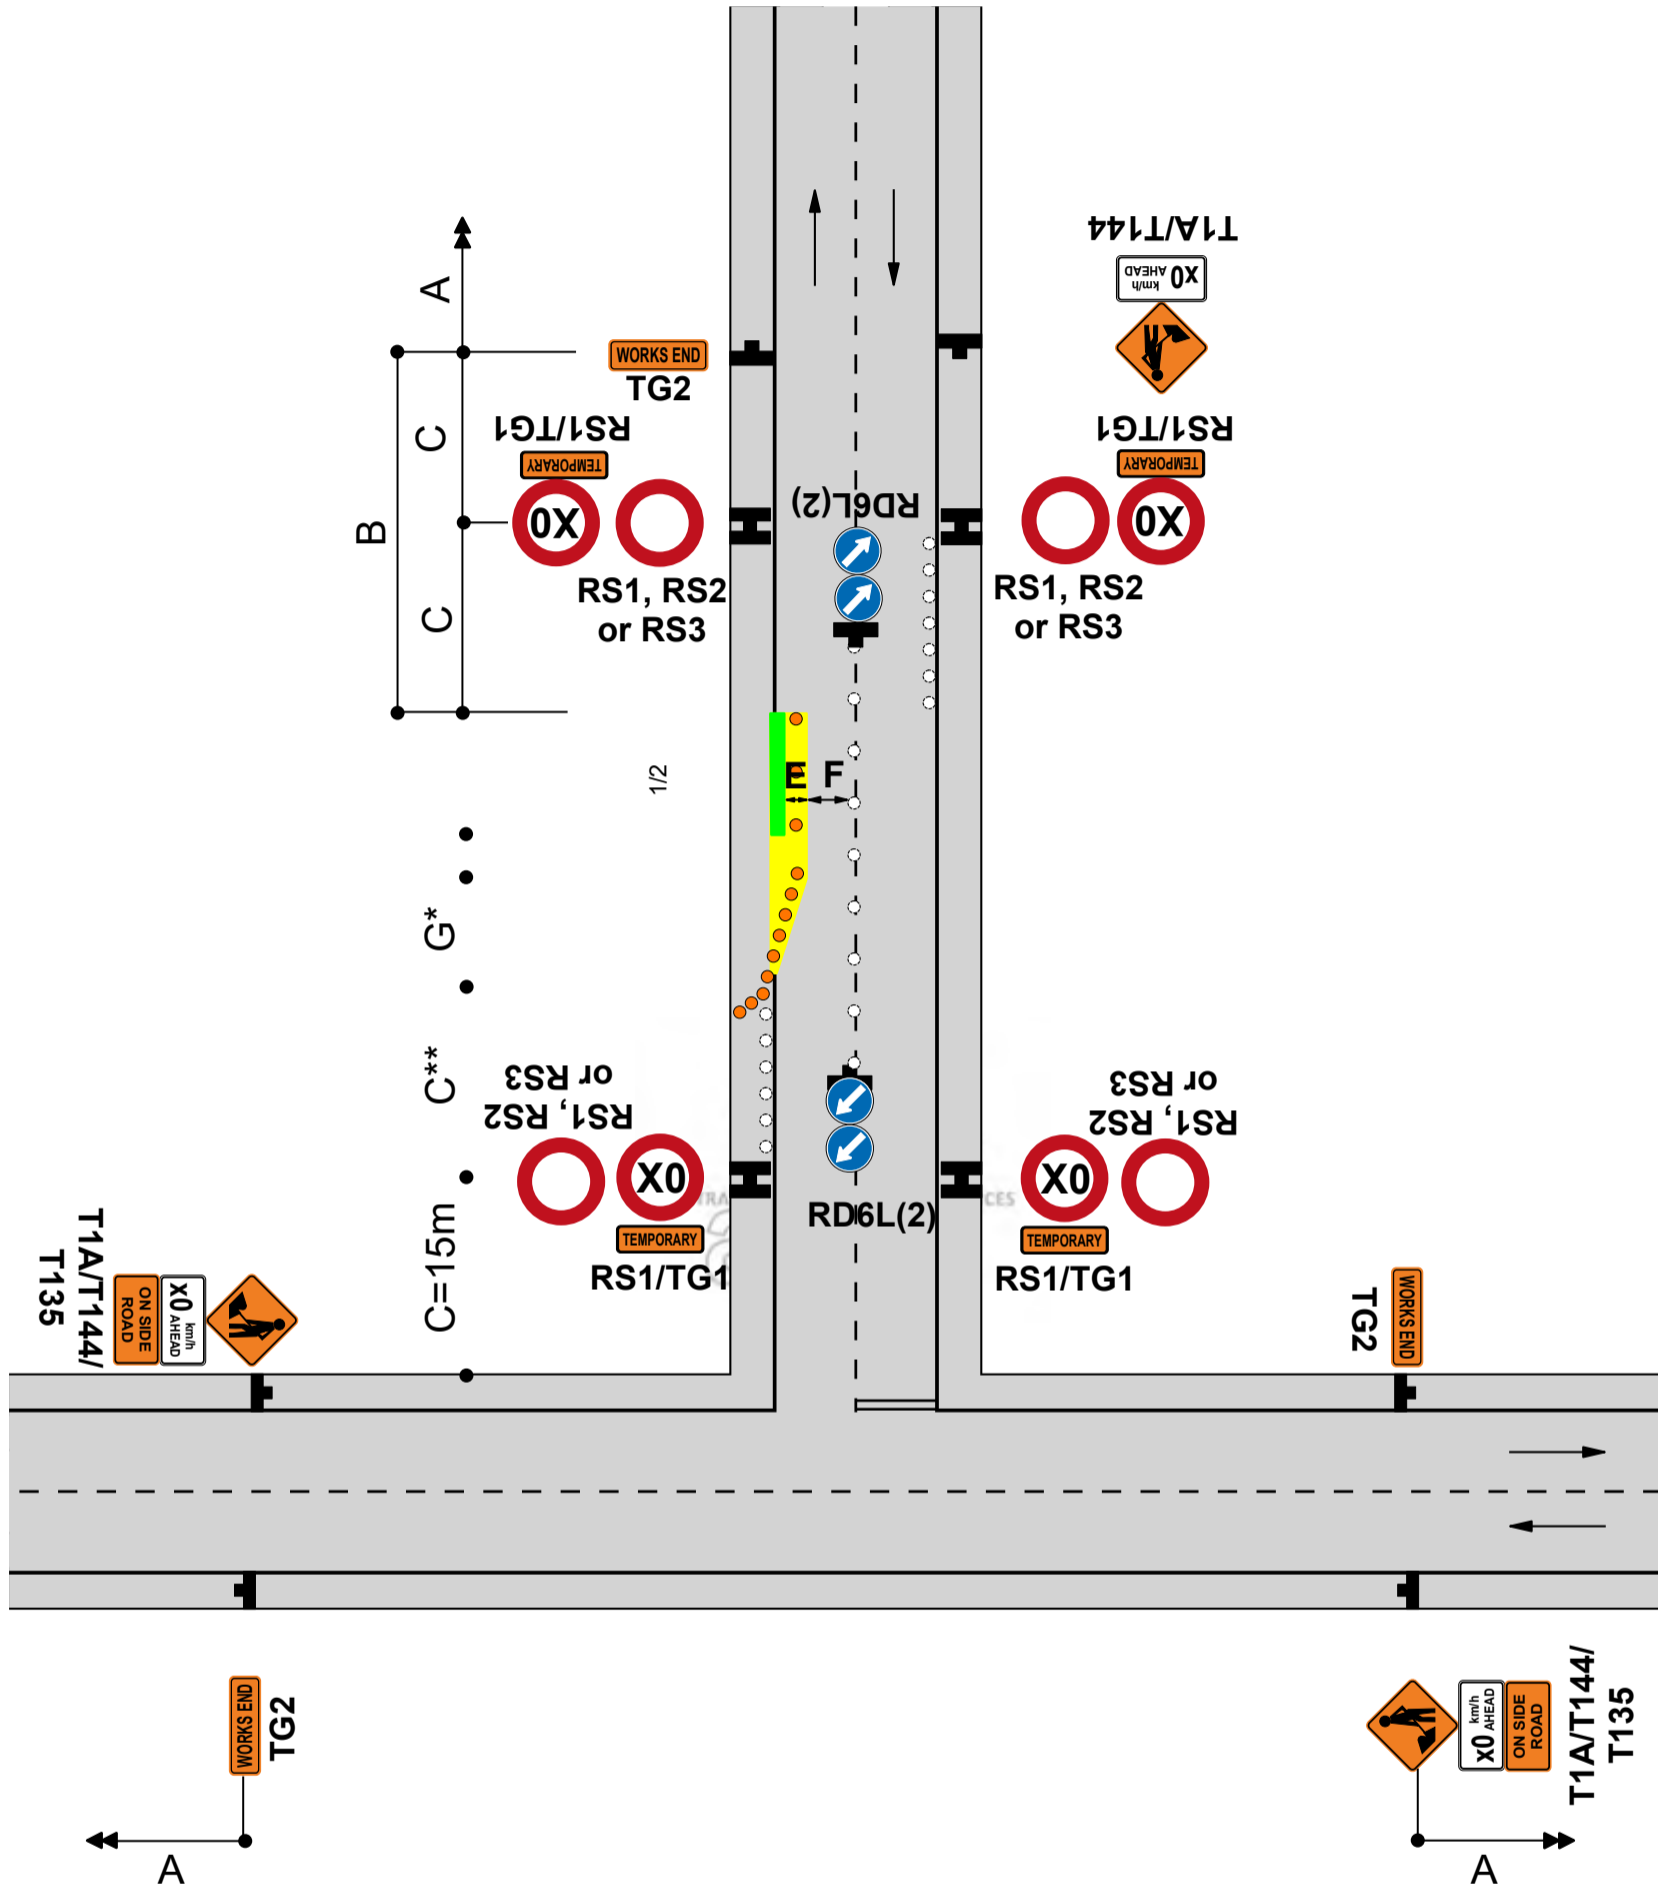 T1A/T144
x0 km/h AHEAD
A
WORKS END
TG2
RS1/TG1
TEMPORARY
X0
RS1, RS2
or RS3
RS1/TG1
TEMPORARY
X0
RS1, RS2
or RS3
C
B
C
RD6L(2)
1/2
E
F
G*
C**
C=15m
RS1, RS2
or RS3
X0
TEMPORARY
RS1/TG1
RD6L(2)
RS1, RS2
or RS3
X0
TEMPORARY
RS1/TG1
TRA
CES
T1A/T144/
T135
x0 km/h AHEAD
ON SIDE
ROAD
WORKS END
TG2
WORKS END
TG2
A
x0 km/h AHEAD
ON SIDE
ROAD
T1A/T144/
T135
A